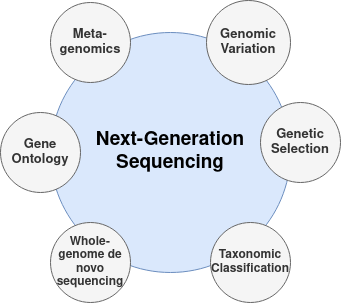 Meta-
genomics
Genomic
Variation
Next-Generation
Sequencing
Gene
Ontology
Genetic
Selection
Whole-
genome de
novo
sequencing
Taxonomic
Classification